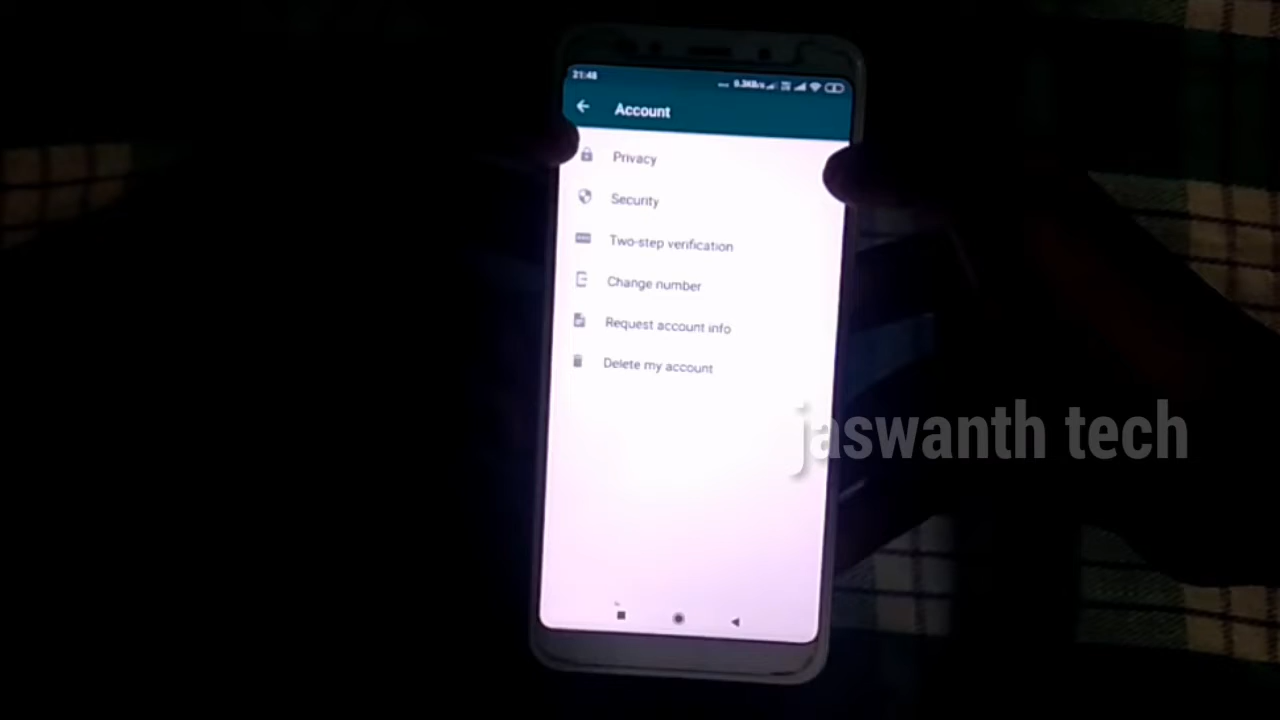 21:48
Account
Privacy
Security
Two-step verification
Change number
Request account info
Delete my account
jaswanth tech